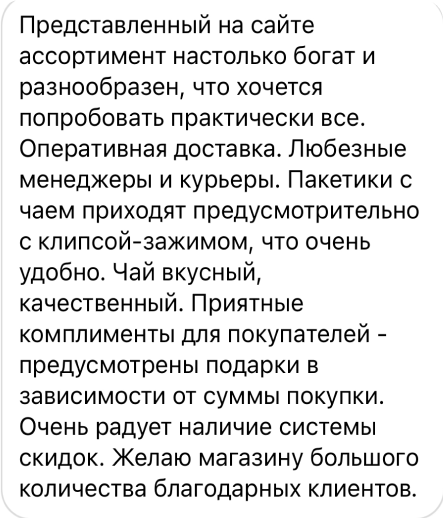 Представленный на сайте
ассортимент настолько богат и
разнообразен, что хочется
попробовать практически все.
Оперативная доставка. Любезные
менеджеры и курьеры. Пакетики с
чаем приходят предусмотрительно
с клипсой-зажимом, что очень
удобно. Чай вкусный,
качественный. Приятные
комплименты для покупателей -
предусмотрены подарки в
зависимости от суммы покупки.
Очень радует наличие системы
скидок. Желаю магазину большого
количества благодарных клиентов.